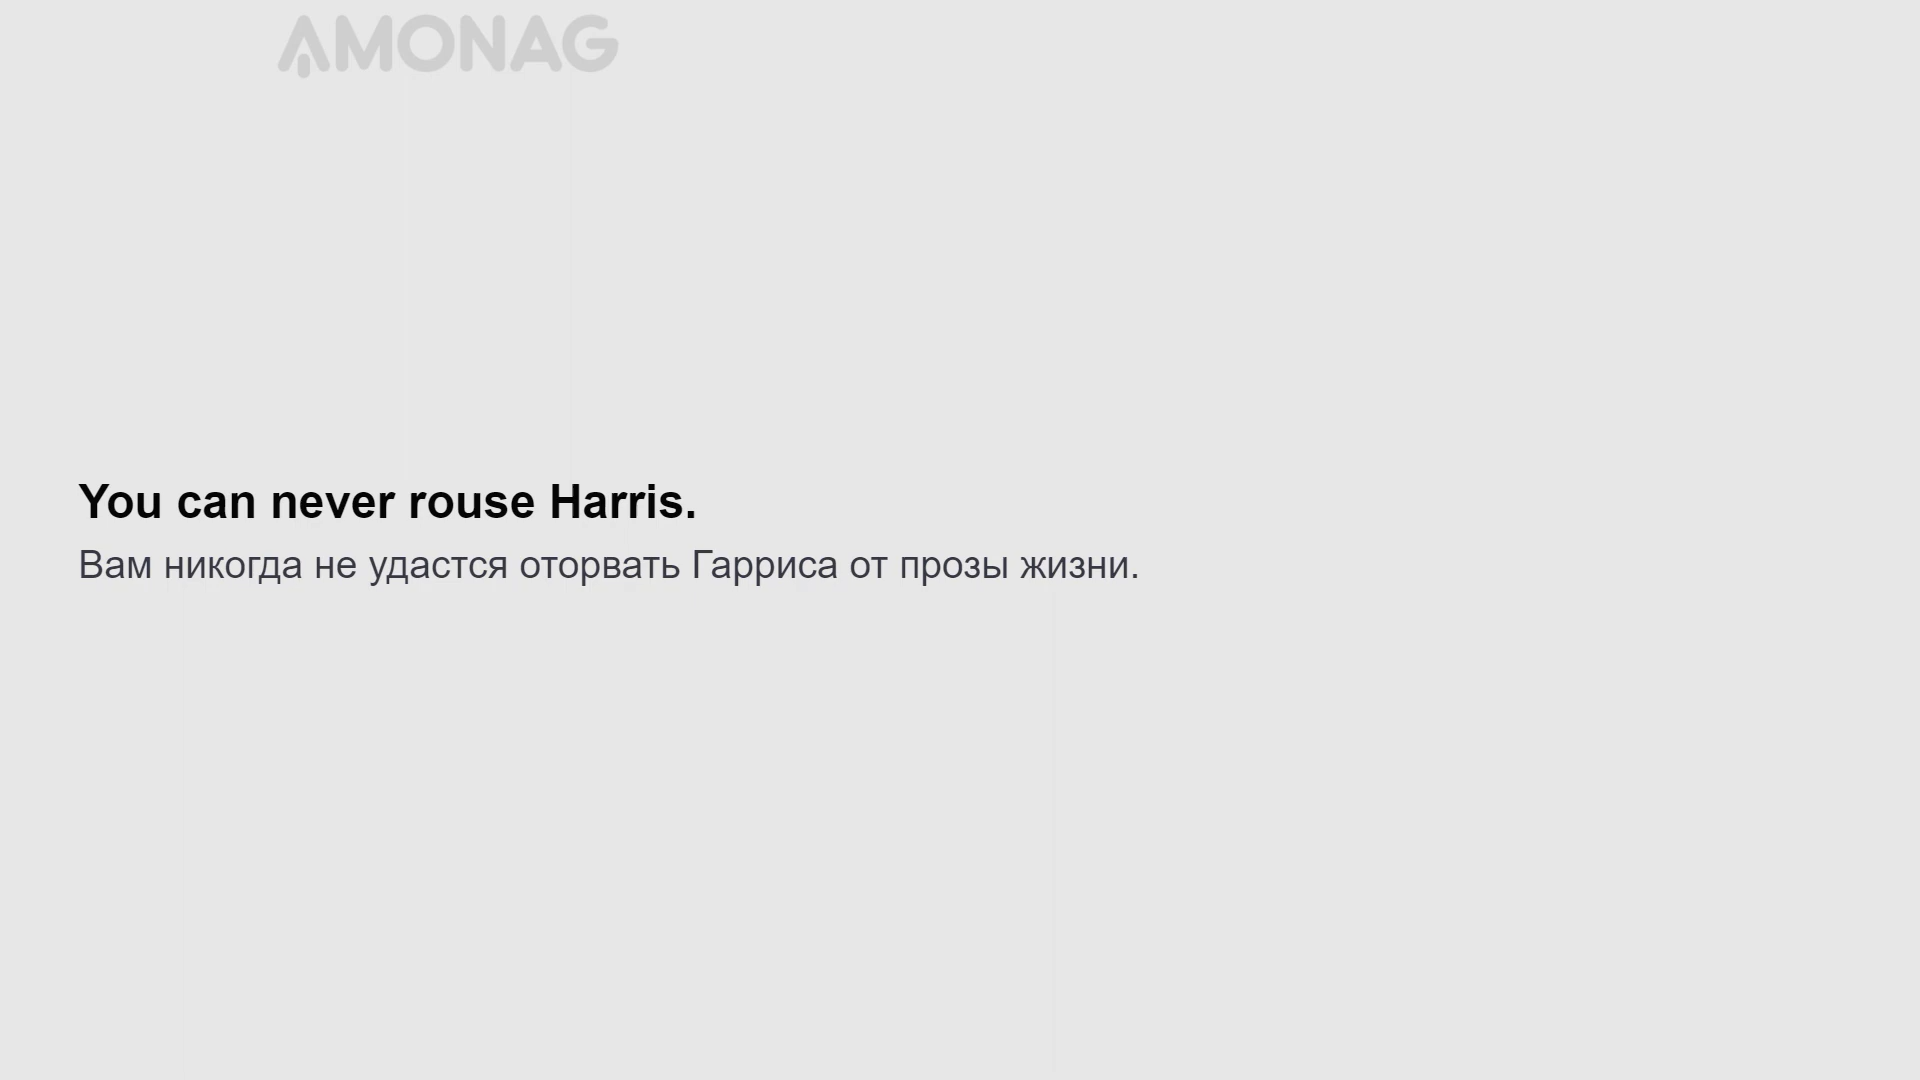 AMONAG
You can never rouse Harris.
Вам никогда не удастся оторвать Гарриса от прозы жизни.